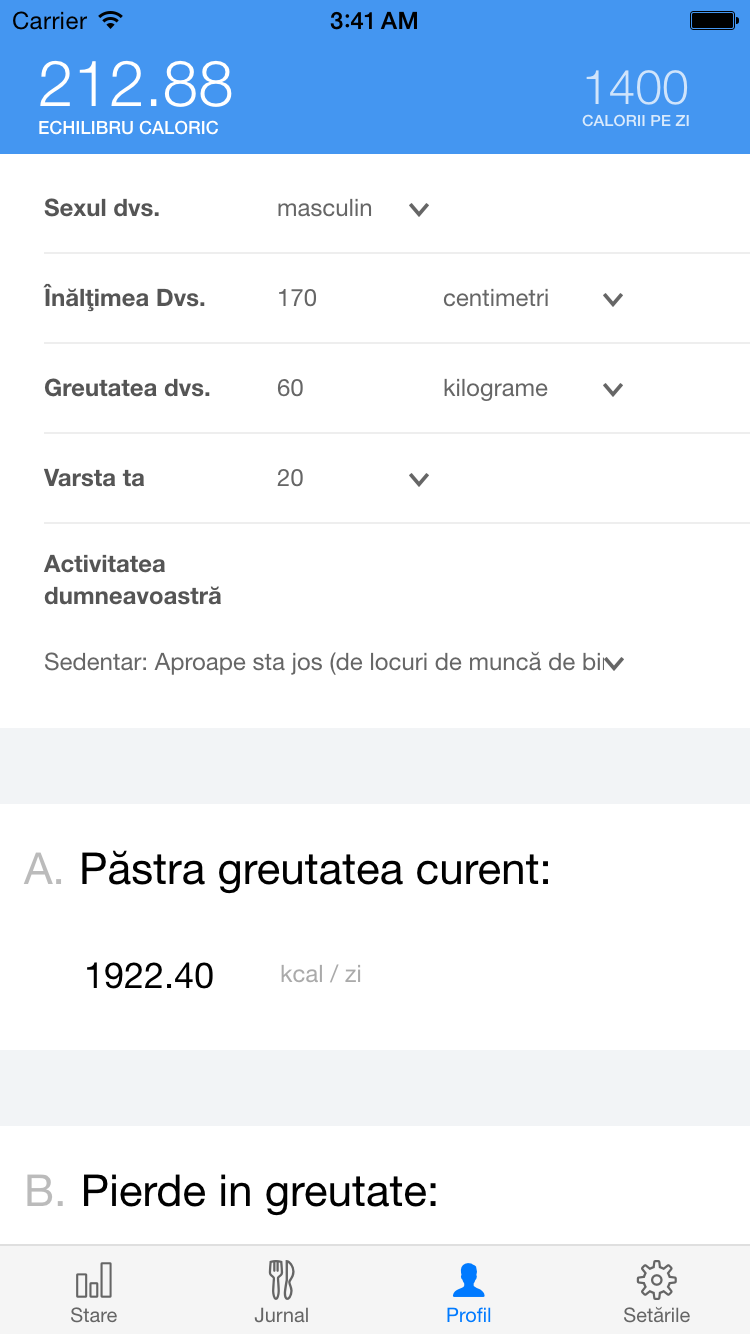 Carrier 3:41 AM
212.88 1400
ECHILIBRU CALORIC CALORII PE ZI
Sexul dvs. masculin
Înălţimea Dvs. 170 centimetri
Greutatea dvs. 60 kilograme
Varsta ta 20
Activitatea
dumneavoastră
Sedentar: Aproape sta jos (de locuri de muncă de
A. Păstra greutatea curent:
1922.40 kcal / zi
B. Pierde in greutate:
Stare Jurnal Profil Setările